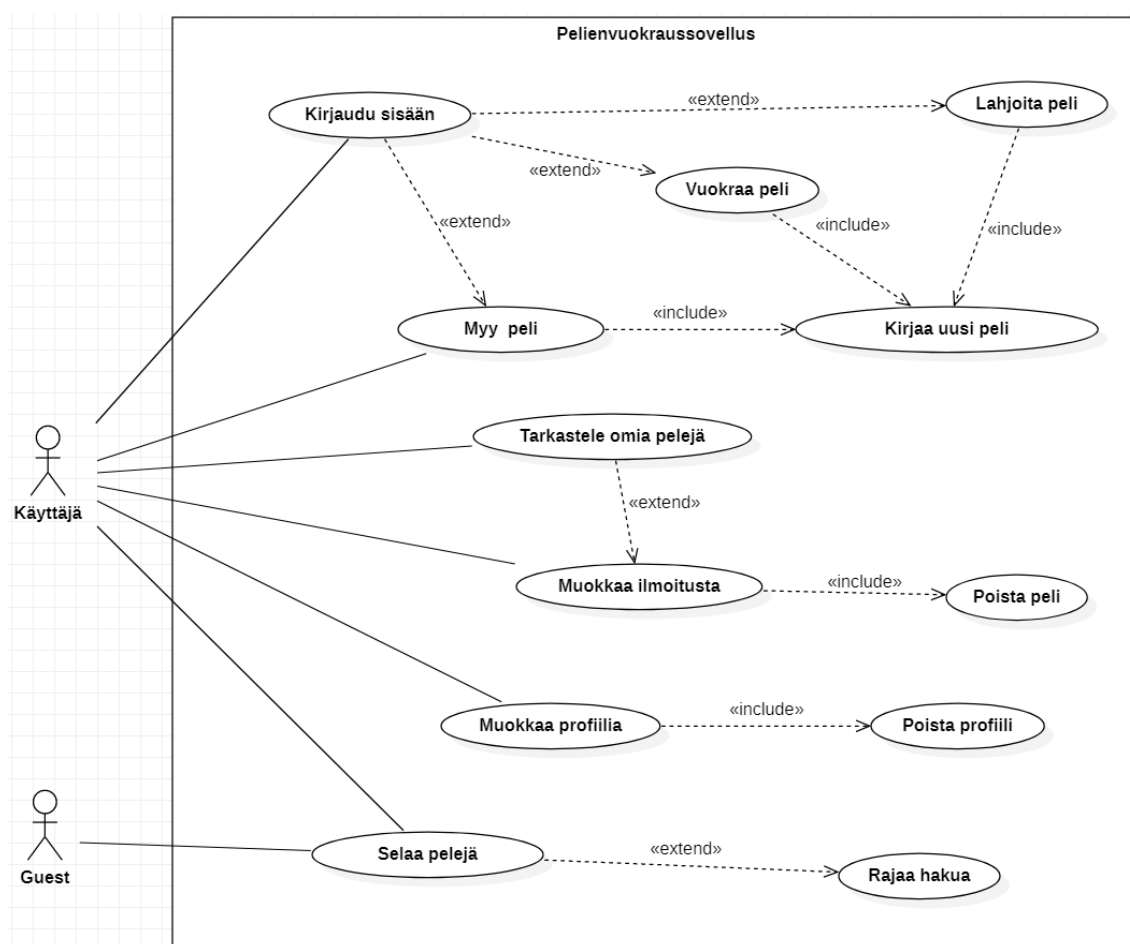 Pelienvuokraussovellus
Kirjaudu sisään
«extend»
Lahjoita peli
«extend»
Vuokraa peli
«extend»
«include»
«include»
Myy  peli
«include»
Kirjaa uusi peli
Käyttäjä
Tarkastele omia pelejä
«extend»
Muokkaa ilmoitusta
«include»
Poista peli
Muokkaa profiilia
«include»
Poista profiili
Guest
Selaa pelejä
«extend»
Rajaa hakua